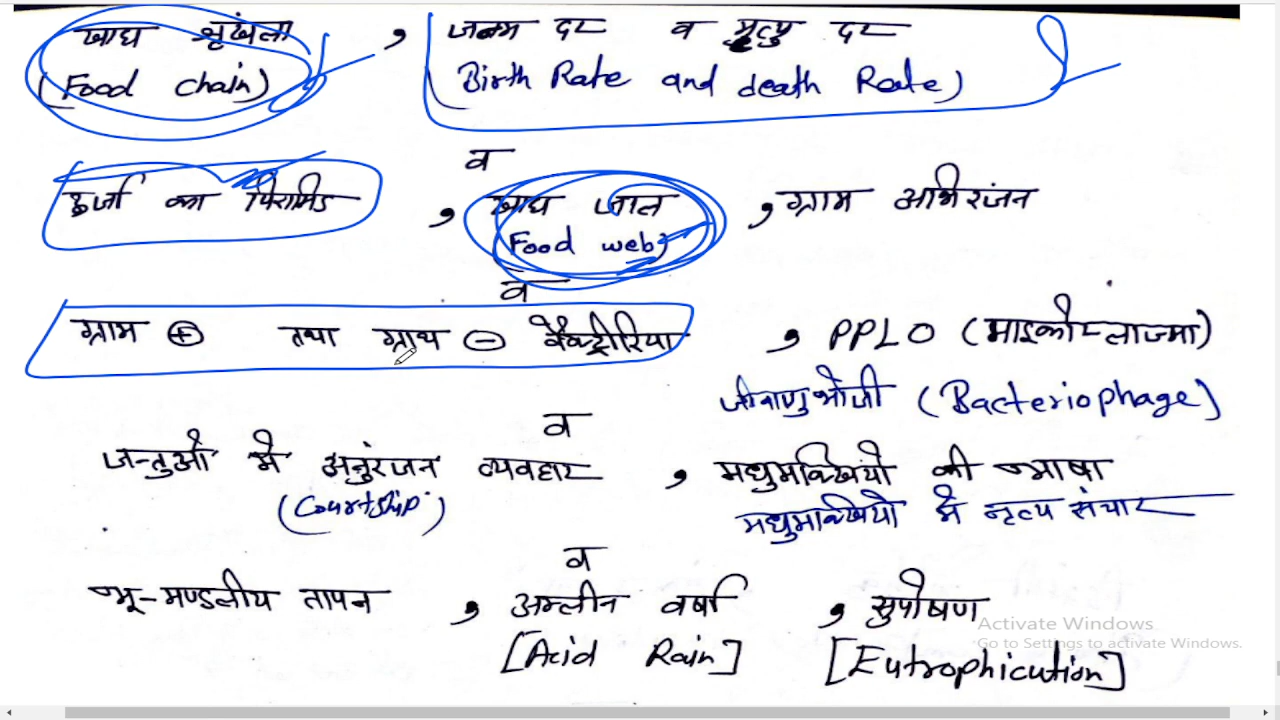 खाद्य श्रृंखला , जन्म दर व मृत्यु दर
(Food chain) (Birth Rate and death Rate)
व
ऊर्जा का पिरामिड , खाद्य जाल , ग्राम अभिरंजन
(Food web)
व
ग्राम ⊕ तथा ग्राम ⊖ बैक्टीरिया , PPLO (माइकोप्लाज्मा)
जीवाणुभोजी (Bacteriophage)
व
जन्तुओ मे अनुरंजन व्यवहार , मधुमक्खियो की भाषा
(Courtship) मधुमक्खियो मे नृत्य संचार
व
भू-मण्डलीय तापन , अम्लीन वर्षा , सुपोषण
[Acid Rain] [Eutrophicution]
Activate Windows
Go to Settings to activate Windows.